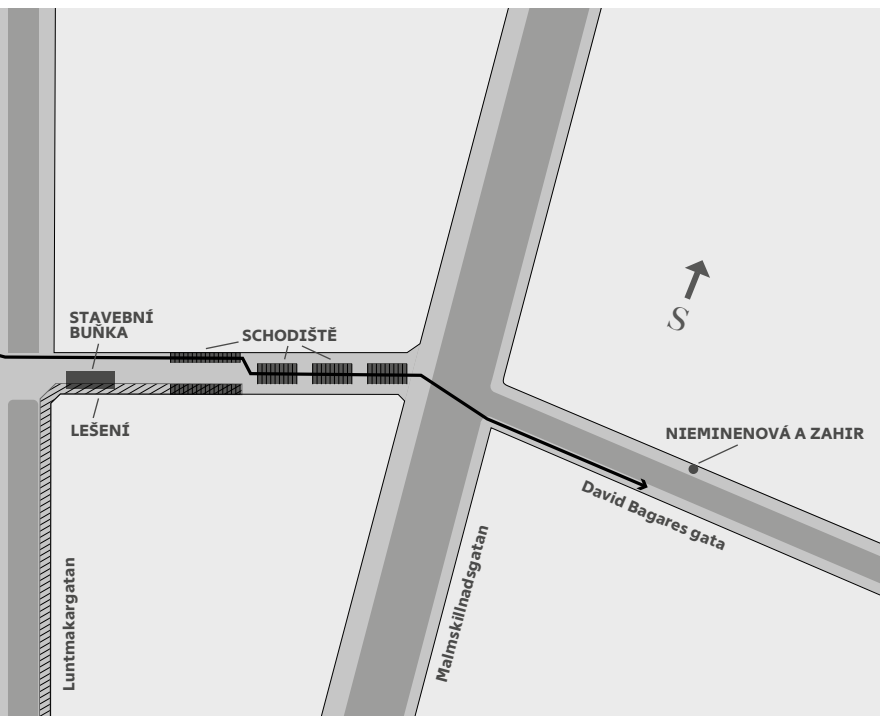 STAVEBNÍ
BUŇKA
SCHODIŠTĚ
S
LEŠENÍ
NIEMINENOVÁ A ZAHIR
David Bagares gata
Malmskillnadsgatan
Luntmakargatan